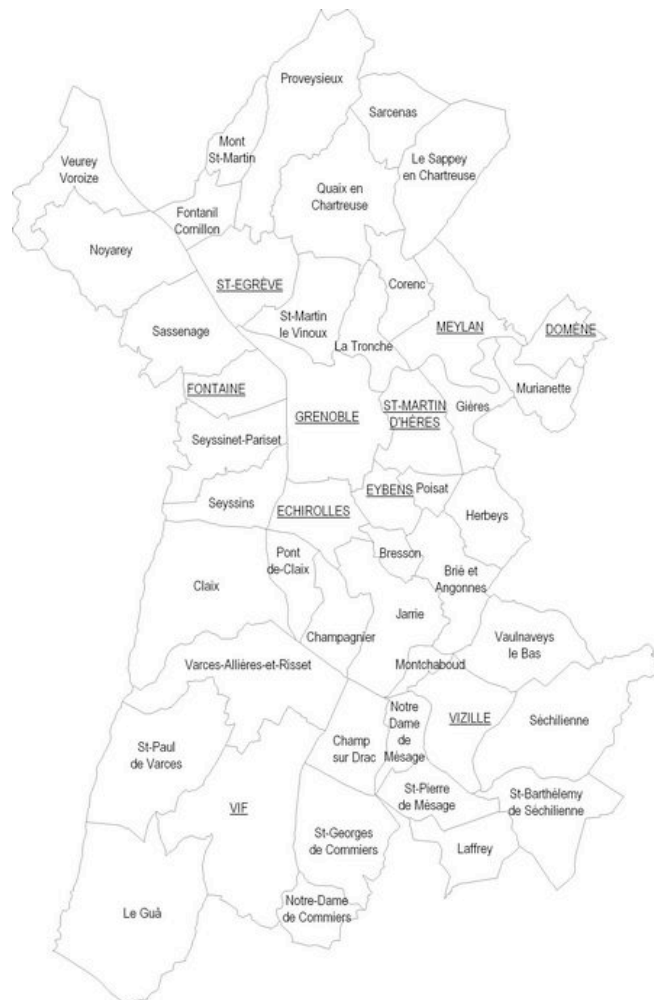 Proveysieux
Sarcenas
Mont
St-Martin
Le Sappey
en Chartreuse
Veurey
Voroize
Quaix en
Chartreuse
Fontanil
Cornillon
Noyarey
ST-EGRÈVE
Corenc
St-Martin
le Vinoux
MEYLAN
DOMÈNE
Sassenage
La Tronche
FONTAINE
Murianette
ST-MARTIN
D'HÈRES
Gières
GRENOBLE
Seyssinet-Pariset
EYBENS
Poisat
Seyssins
ECHIROLLES
Herbeys
Pont
de-Claix
Bresson
Brié et
Angonnes
Claix
Jarrie
Champagnier
Vaulnaveys
le Bas
Varces-Allières-et-Risset
Montchaboud
Notre
Dame
de
Mésage
VIZILLE
Séchilienne
St-Paul
de Varces
Champ
sur Drac
St-Pierre
de Mésage
St-Barthélemy
de Séchilienne
VIF
St-Georges
de Commiers
Laffrey
Le Guâ
Notre-Dame
de Commiers